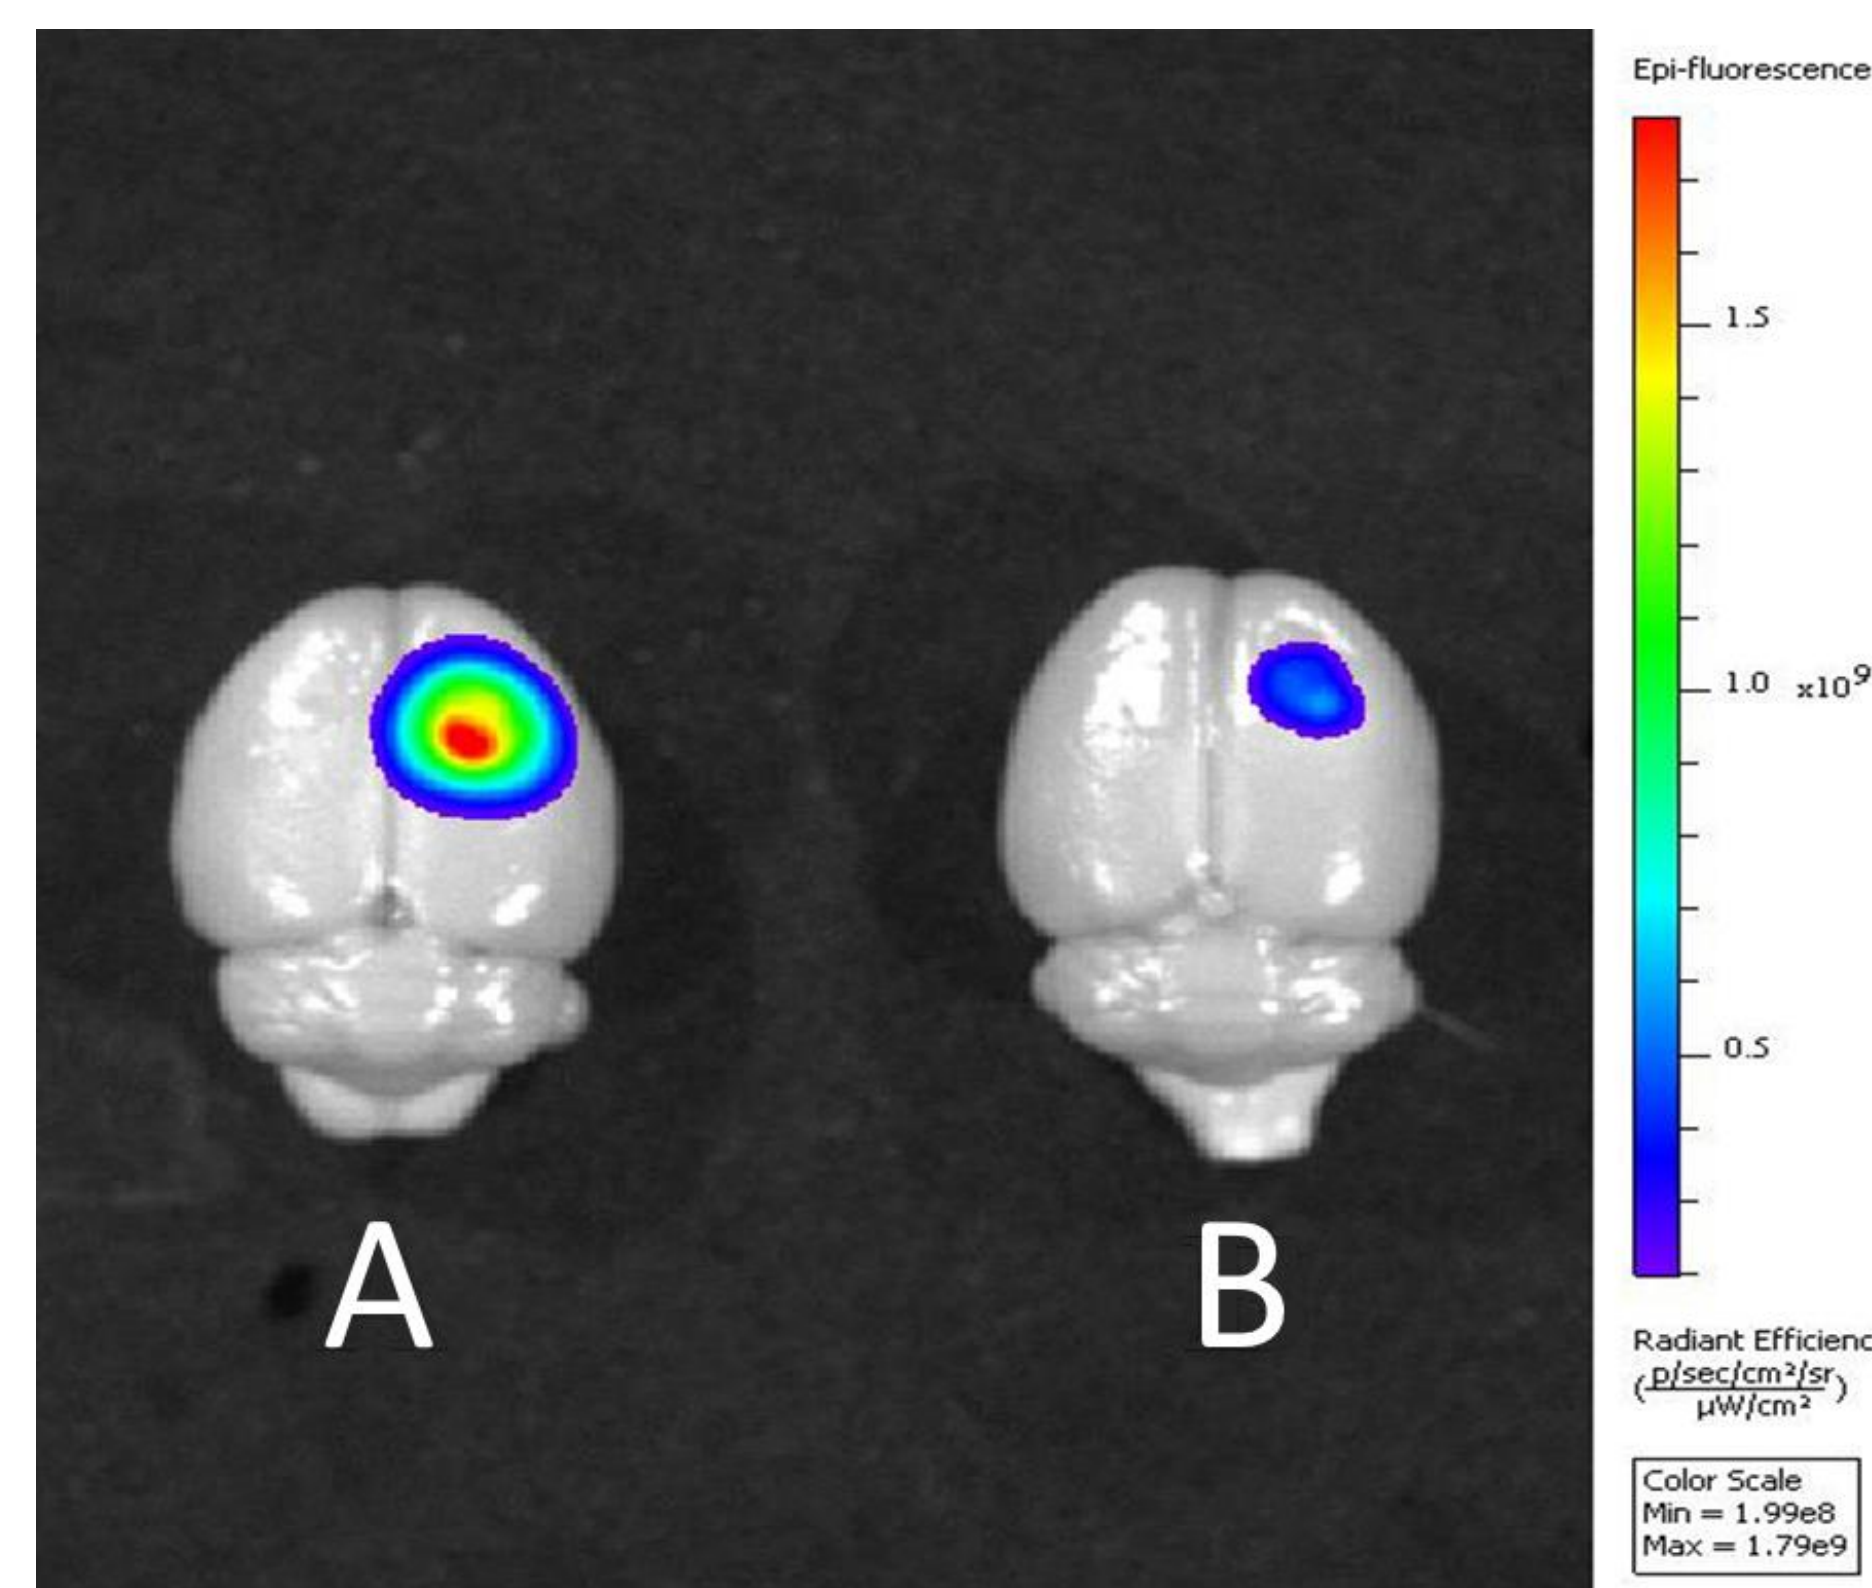 Epi-fluorescence
1.5
1.0 x10⁹
0.5
Radiant Efficienc
(p/sec/cm²/sr
µW/cm²)
Color Scale
Min = 1.99e8
Max = 1.79e9
A
B